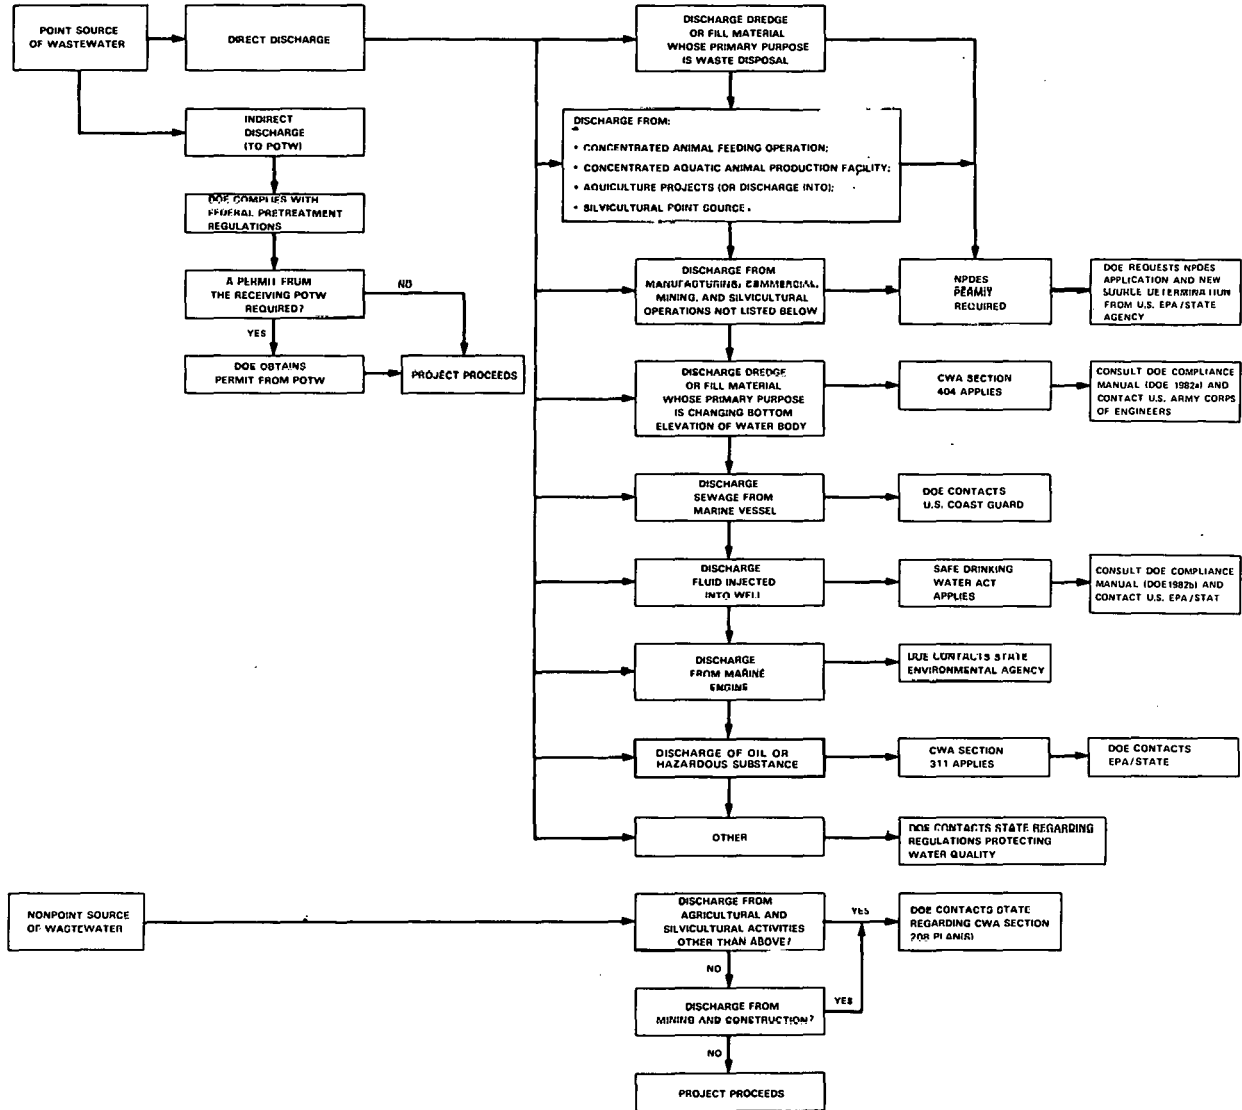 POINT SOURCE
OF WASTEWATER
DIRECT DISCHARGE
INDIRECT
DISCHARGE
(TO POTW)
DOE COMPLIES WITH
FEDERAL PRETREATMENT
REGULATIONS
A PERMIT FROM
THE RECEIVING POTW
REQUIRED?
NO
YES
DOE OBTAINS
PERMIT FROM POTW
PROJECT PROCEEDS
DISCHARGE DREDGE
OR FILL MATERIAL
WHOSE PRIMARY PURPOSE
IS WASTE DISPOSAL
DISCHARGE FROM:
• CONCENTRATED ANIMAL FEEDING OPERATION;
• CONCENTRATED AQUATIC ANIMAL PRODUCTION FACILITY;
• AQUICULTURE PROJECTS (OR DISCHARGE INTO);
• SILVICULTURAL POINT SOURCE.
DISCHARGE FROM
MANUFACTURING, COMMERCIAL,
MINING, AND SILVICULTURAL
OPERATIONS NOT LISTED BELOW
NPDES
PERMIT
REQUIRED
DOE REQUESTS NPDES
APPLICATION AND NEW
SOURCE DETERMINATION
FROM U.S. EPA/STATE
AGENCY
DISCHARGE DREDGE
OR FILL MATERIAL
WHOSE PRIMARY PURPOSE
IS CHANGING BOTTOM
ELEVATION OF WATER BODY
CWA SECTION
404 APPLIES
CONSULT DOE COMPLIANCE
MANUAL (DOE 1982a) AND
CONTACT U.S. ARMY CORPS
OF ENGINEERS
DISCHARGE
SEWAGE FROM
MARINE VESSEL
DOE CONTACTS
U.S. COAST GUARD
DISCHARGE
FLUID INJECTED
INTO WELL
SAFE DRINKING
WATER ACT
APPLIES
CONSULT DOE COMPLIANCE
MANUAL (DOE 1982b) AND
CONTACT U.S. EPA/STAT
DISCHARGE
FROM MARINE
ENGINE
DOE CONTACTS STATE
ENVIRONMENTAL AGENCY
DISCHARGE OF OIL OR
HAZARDOUS SUBSTANCE
CWA SECTION
311 APPLIES
DOE CONTACTS
EPA/STATE
OTHER
DOE CONTACTS STATE REGARDING
REGULATIONS PROTECTING
WATER QUALITY
NONPOINT SOURCE
OF WASTEWATER
DISCHARGE FROM
AGRICULTURAL AND
SILVICULTURAL ACTIVITIES
OTHER THAN ABOVE?
YES
DOE CONTACTS STATE
REGARDING CWA SECTION
208 PLAN(S)
NO
DISCHARGE FROM
MINING AND CONSTRUCTION?
YES
NO
PROJECT PROCEEDS